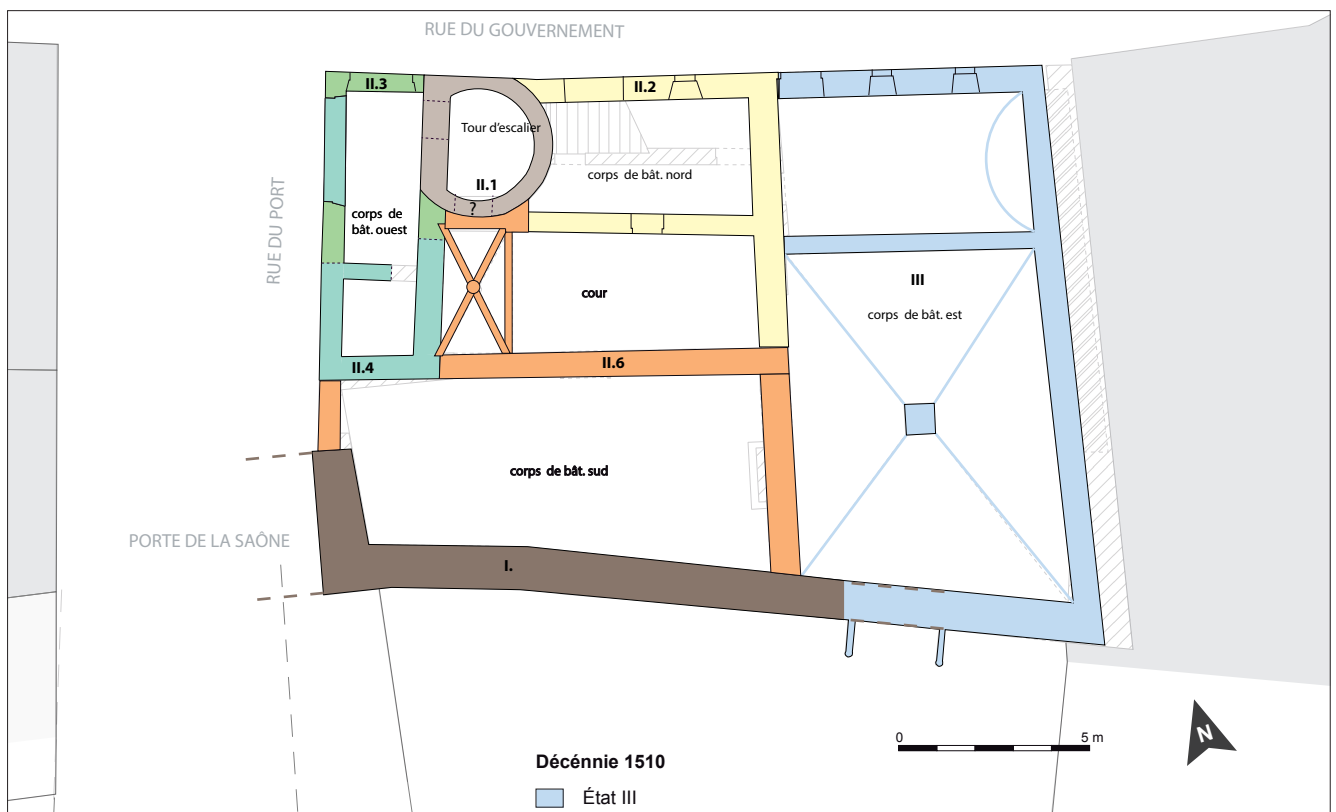 RUE DU GOUVERNEMENT
II.3
II.2
Tour d'escalier
II.1
?
corps de bât. nord
RUE DU PORT
corps de
bât. ouest
cour
III
corps de bât. est
II.4
II.6
corps de bât. sud
PORTE DE LA SAÔNE
I.
0
5 m
N
Décénnie 1510
État III